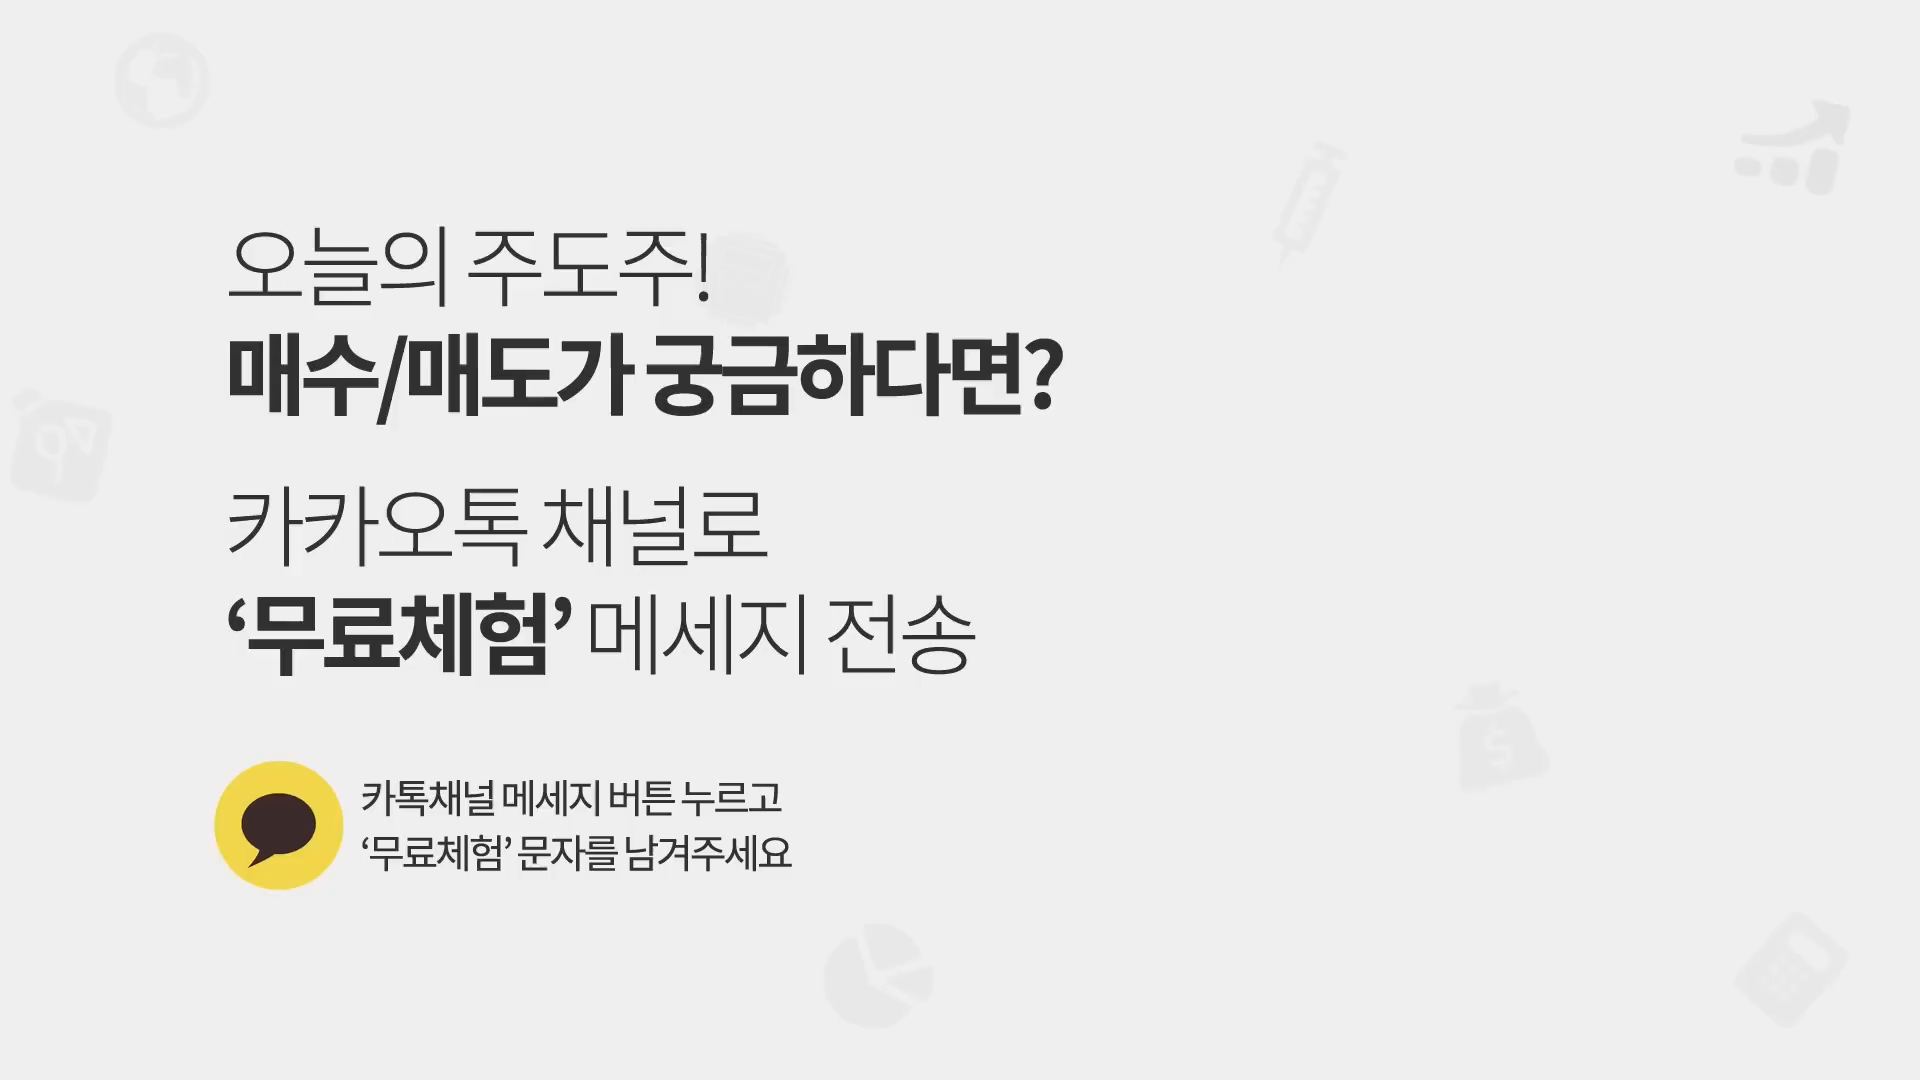 오늘의 주도주!
매수/매도가 궁금하다면?
카카오톡 채널로
‘무료체험’ 메세지 전송
카톡채널 메세지 버튼 누르고
‘무료체험’ 문자를 남겨주세요
$